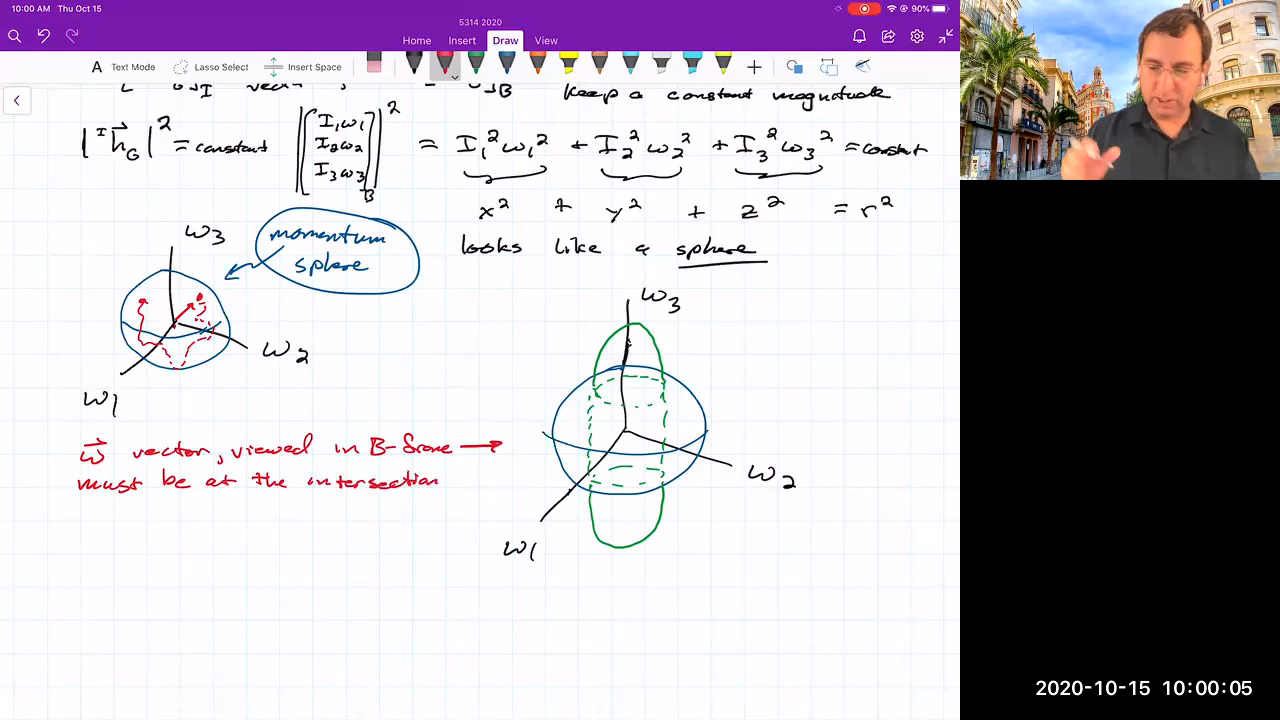 10:00 AM Thu Oct 15
90%
5314 2020
Home Insert Draw View
Text Mode Lasso Select Insert Space
keep a constant magnitude
|ᴵh⃗_G|² = constant |(I₁ω₁ I₂ω₂ I₃ω₃)_B|² = I₁²ω₁² + I₂²ω₂² + I₃²ω₃² = constant
x² + y² + z² = r²
looks like a sphere
momentum
sphere
ω₃
ω₂
ω₁
ω₃
ω₂
ω₁
ω⃗ vector, viewed in B-frame →
must be at the intersection
2020-10-15 10:00:05